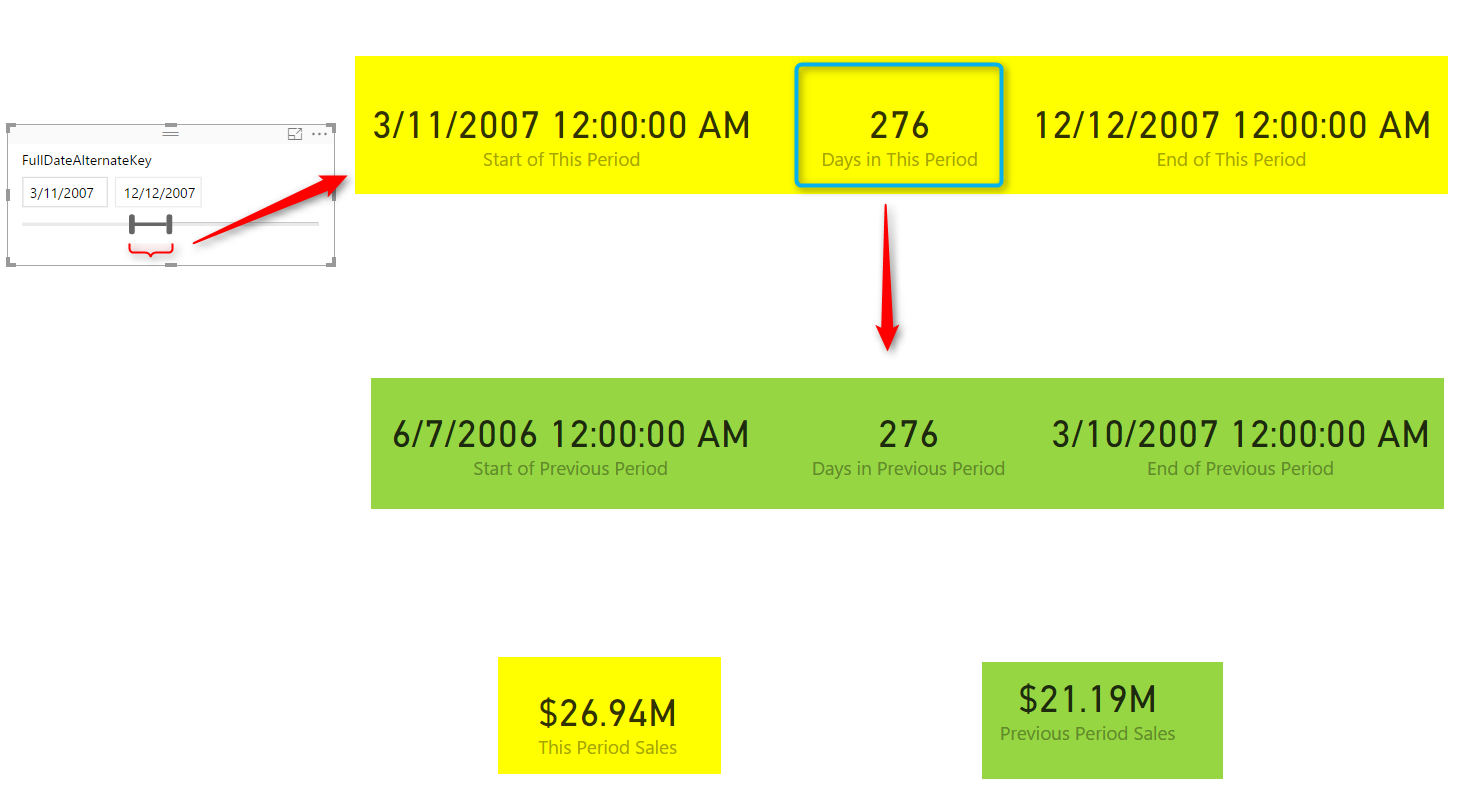 3/11/2007 12:00:00 AM
Start of This Period
276
Days in This Period
12/12/2007 12:00:00 AM
End of This Period
FullDateAlternateKey
3/11/2007
12/12/2007
6/7/2006 12:00:00 AM
Start of Previous Period
276
Days in Previous Period
3/10/2007 12:00:00 AM
End of Previous Period
$26.94M
This Period Sales
$21.19M
Previous Period Sales